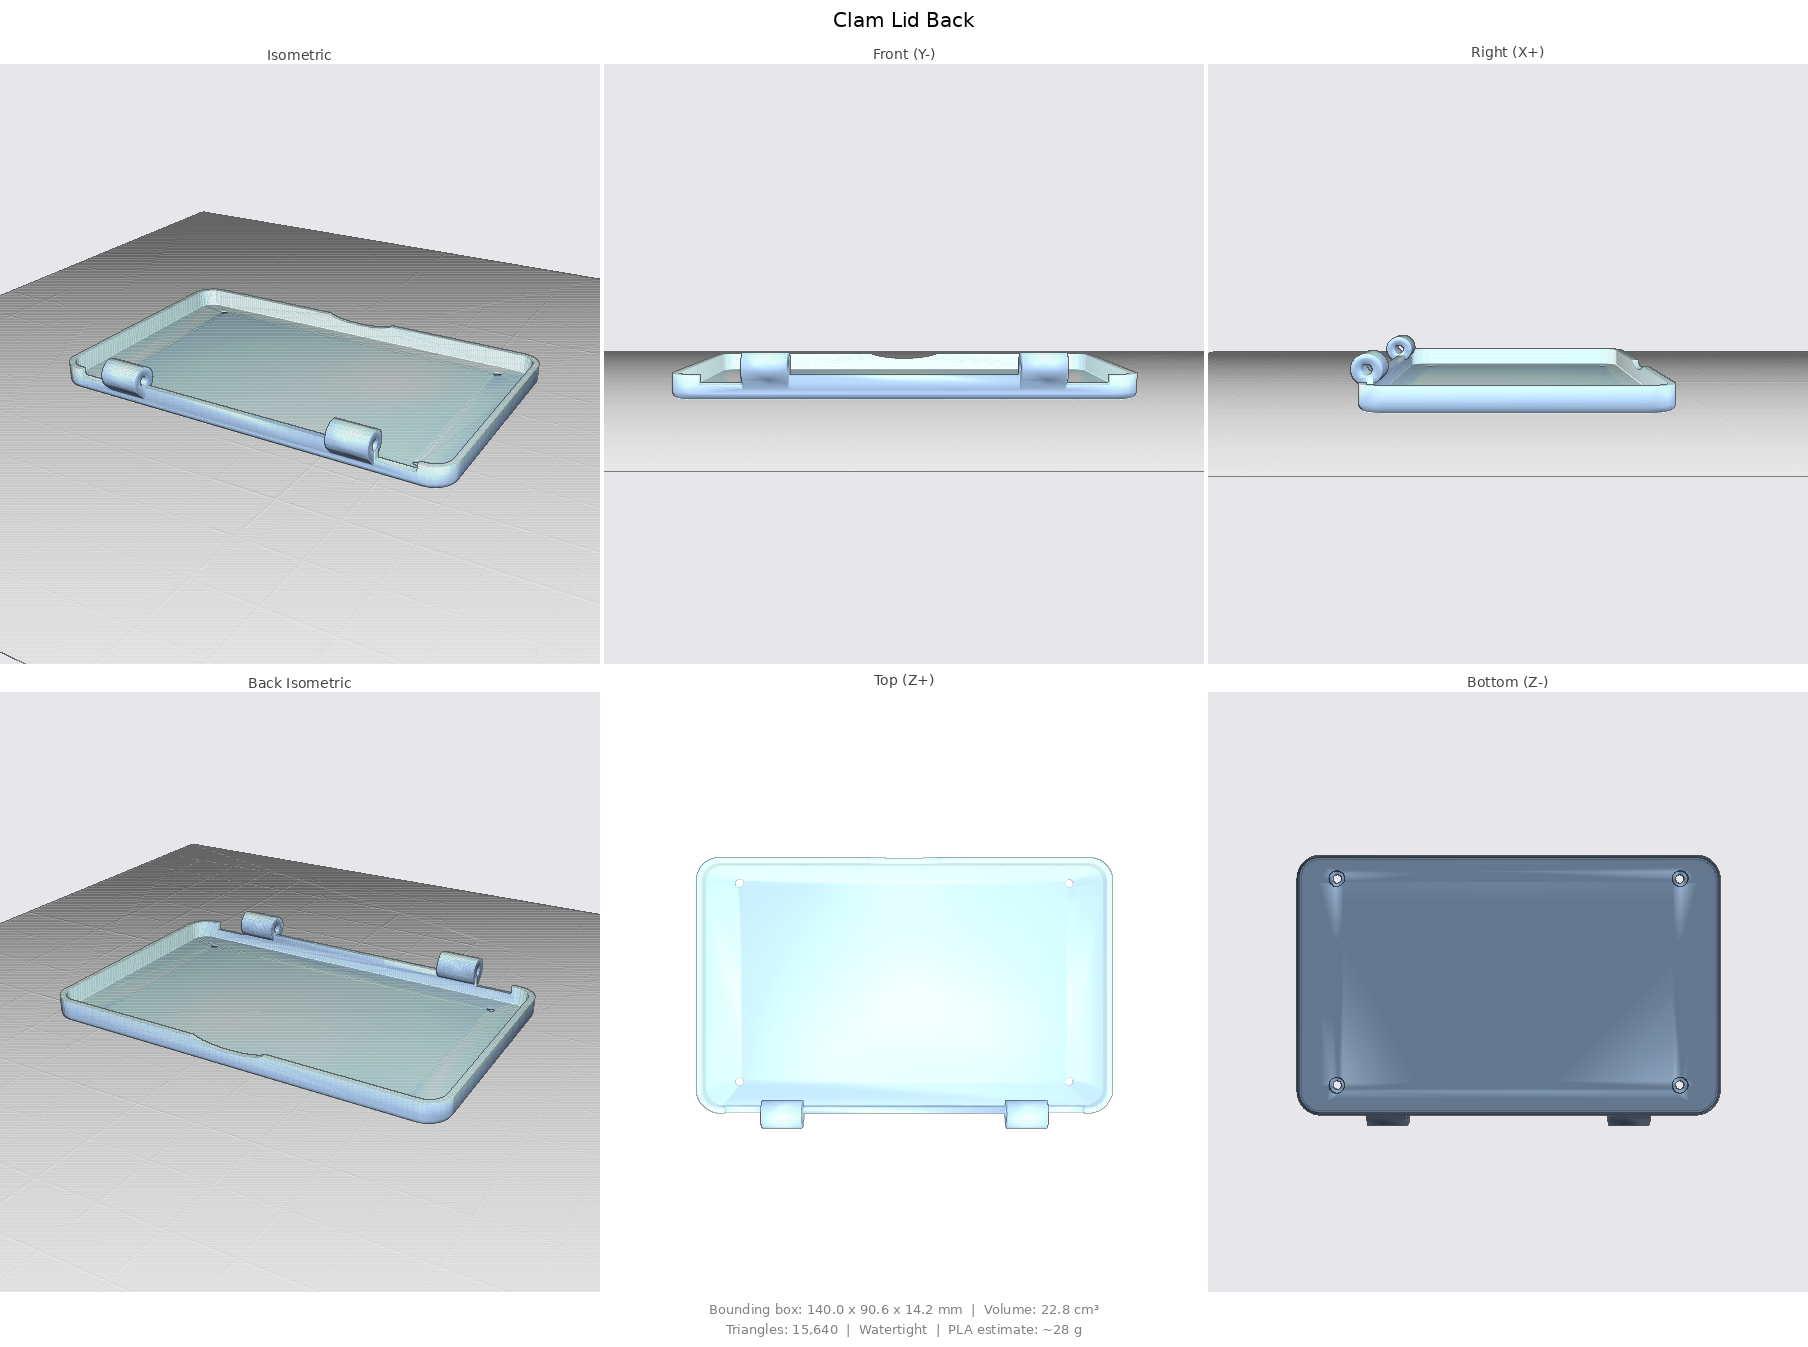 Clam Lid Back
Isometric
Front (Y-)
Right (X+)
Back Isometric
Top (Z+)
Bottom (Z-)
Bounding box: 140.0 x 90.6 x 14.2 mm | Volume: 22.8 cm³
Triangles: 15,640 | Watertight | PLA estimate: ~28 g